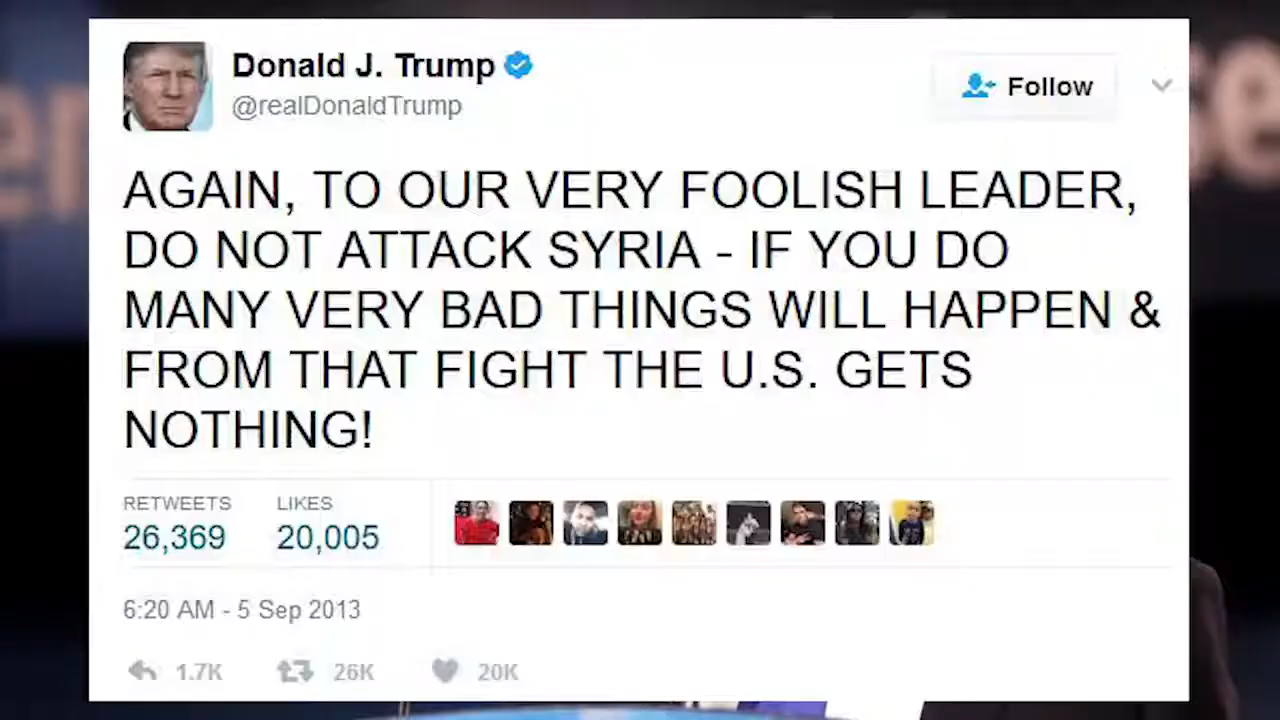 Donald J. Trump
@realDonaldTrump
Follow
AGAIN, TO OUR VERY FOOLISH LEADER,
DO NOT ATTACK SYRIA - IF YOU DO
MANY VERY BAD THINGS WILL HAPPEN &
FROM THAT FIGHT THE U.S. GETS
NOTHING!
RETWEETS LIKES
26,369 20,005
6:20 AM - 5 Sep 2013
1.7K 26K 20K